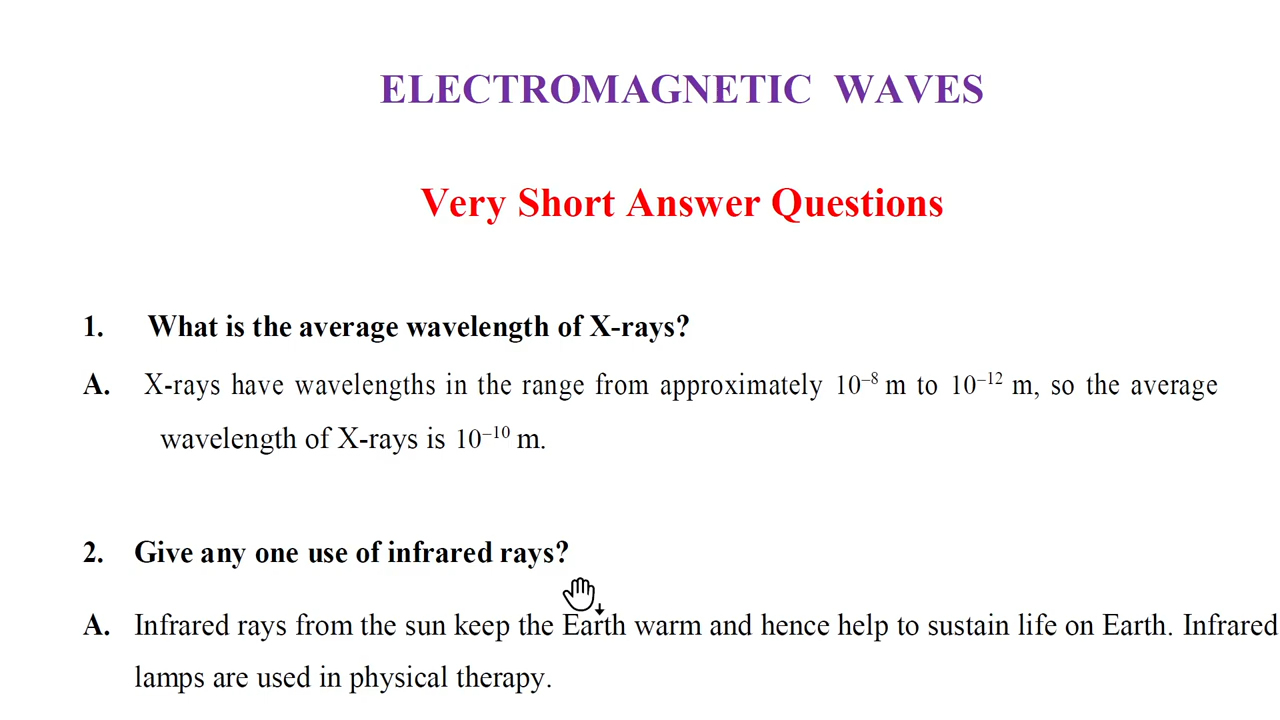 ELECTROMAGNETIC WAVES
Very Short Answer Questions
1. What is the average wavelength of X-rays?
A. X-rays have wavelengths in the range from approximately 10⁻⁸ m to 10⁻¹² m, so the average
wavelength of X-rays is 10⁻¹⁰ m.
2. Give any one use of infrared rays?
A. Infrared rays from the sun keep the Earth warm and hence help to sustain life on Earth. Infrared
lamps are used in physical therapy.